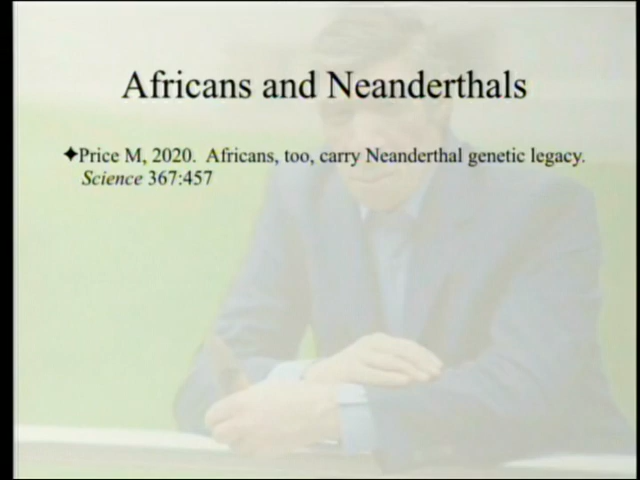 Africans and Neanderthals
✦Price M, 2020. Africans, too, carry Neanderthal genetic legacy.
Science 367:457